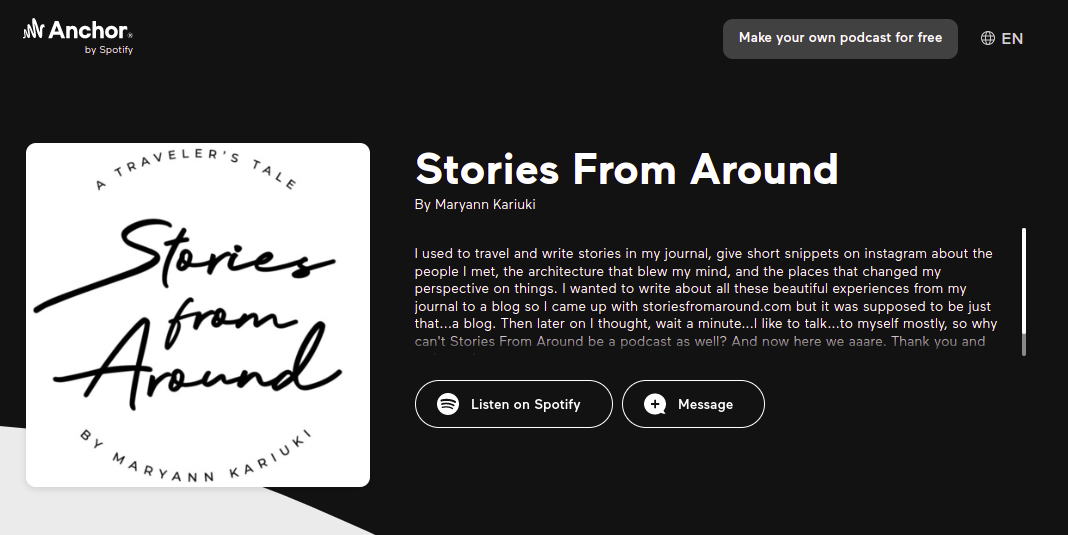 Anchor®
by Spotify
Make your own podcast for free
EN
A TRAVELER'S TALE
Stories
from
Around
BY MARYANN KARIUKI
Stories From Around
By Maryann Kariuki
I used to travel and write stories in my journal, give short snippets on instagram about the
people I met, the architecture that blew my mind, and the places that changed my
perspective on things. I wanted to write about all these beautiful experiences from my
journal to a blog so I came up with storiesfromaround.com but it was supposed to be just
that...a blog. Then later on I thought, wait a minute...I like to talk...to myself mostly, so why
can't Stories From Around be a podcast as well? And now here we aaare. Thank you and
Listen on Spotify
Message